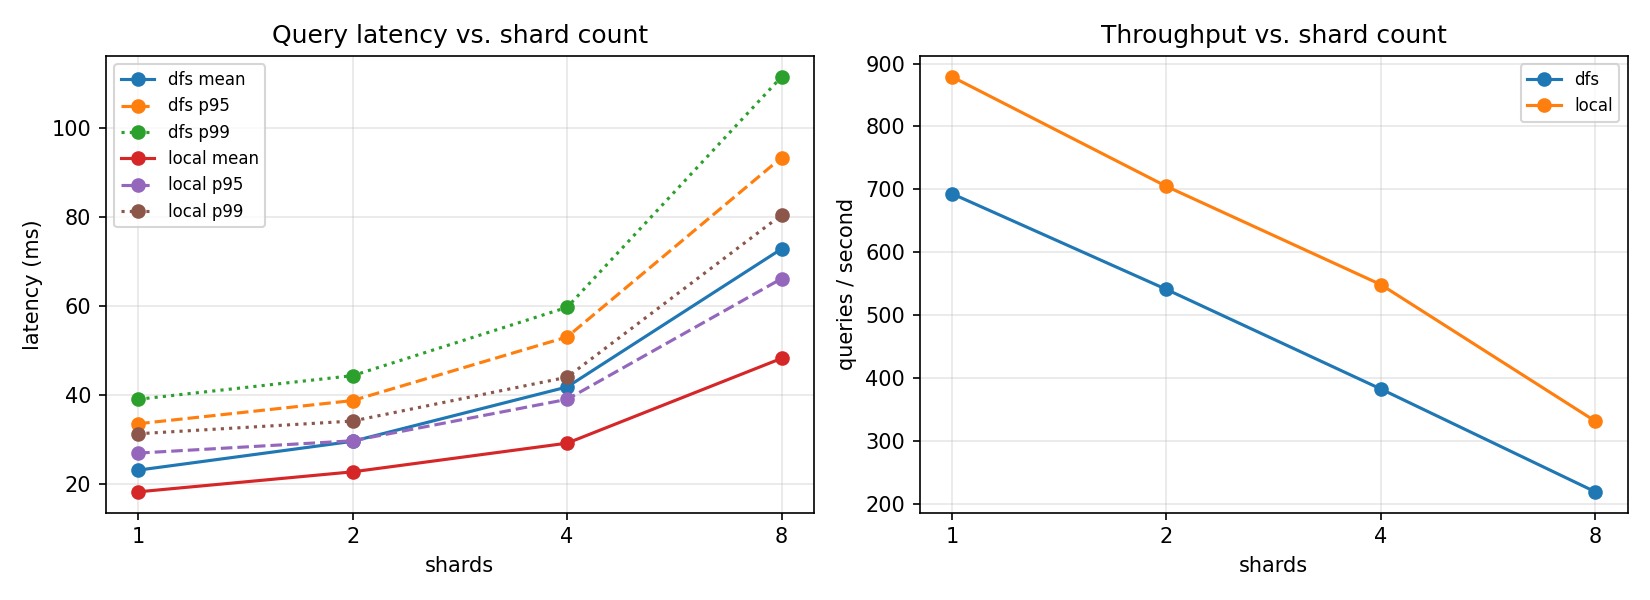 Query latency vs. shard count
dfs mean
dfs p95
dfs p99
local mean
local p95
local p99
latency (ms)
100
80
60
40
20
1 2 4 8
shards
Throughput vs. shard count
dfs
local
queries / second
900
800
700
600
500
400
300
200
1 2 4 8
shards